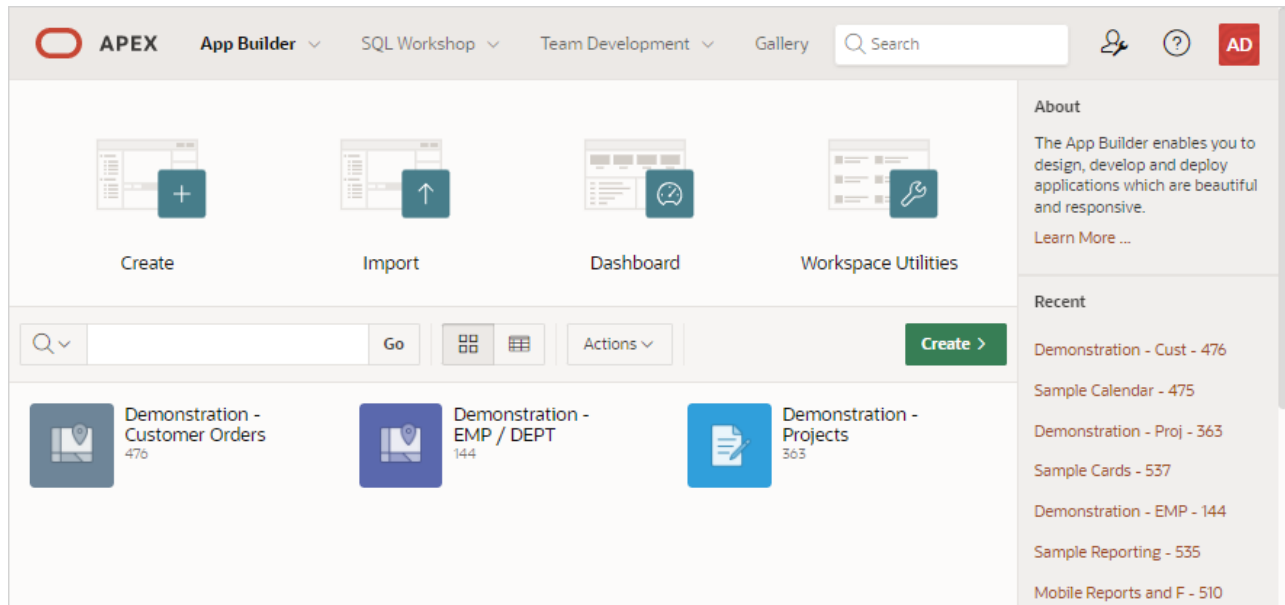 APEX App Builder SQL Workshop Team Development Gallery Search AD
Create Import Dashboard Workspace Utilities
Go Actions Create >
Demonstration -
Customer Orders
476
Demonstration -
EMP / DEPT
144
Demonstration -
Projects
363
About
The App Builder enables you to
design, develop and deploy
applications which are beautiful
and responsive.
Learn More ...
Recent
Demonstration - Cust - 476
Sample Calendar - 475
Demonstration - Proj - 363
Sample Cards - 537
Demonstration - EMP - 144
Sample Reporting - 535
Mobile Reports and F - 510